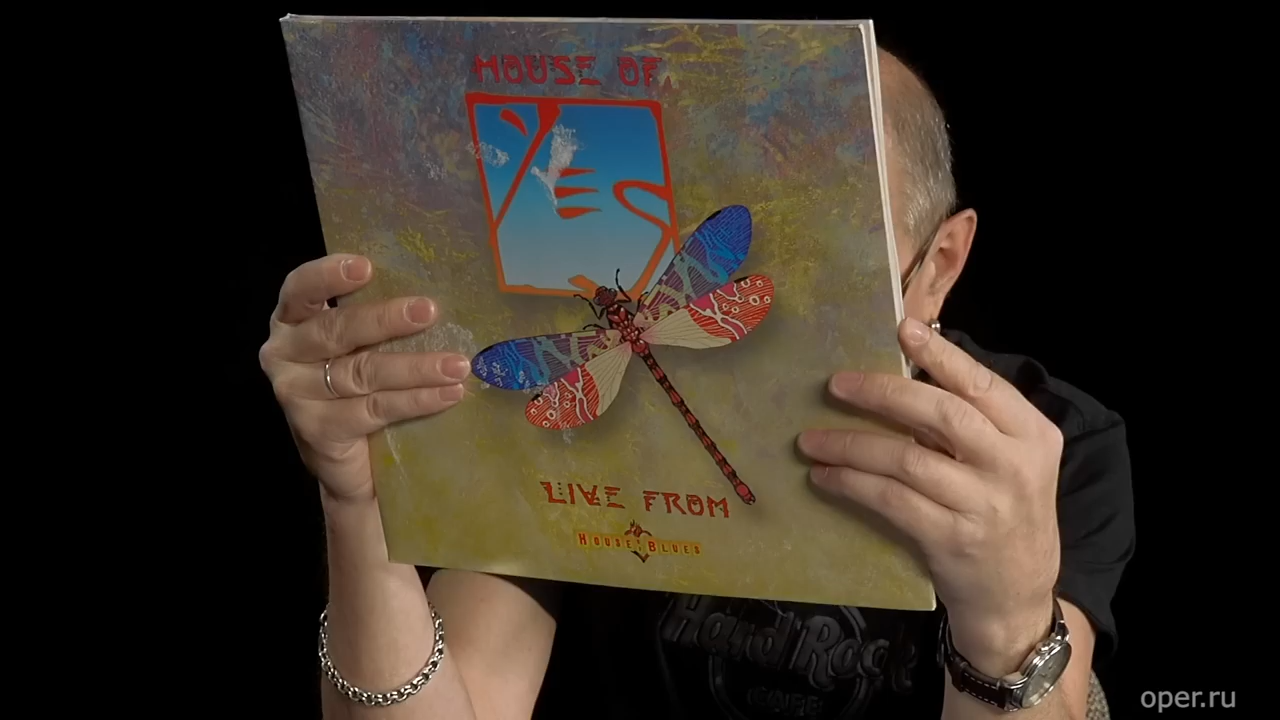 HOUSE OF
YES
LIVE FROM
HOUSE OF BLUES
Hard Rock
CAFE
oper.ru